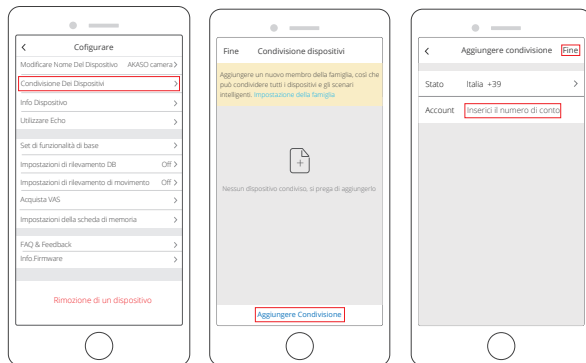 Cofigurare
Modificare Nome Del Dispositivo AKASO camera
Condivisione Dei Dispositivi
Info Dispositivo
Utilizzare Echo
Set di funzionalità di base
Impostazioni di rilevamento DB Off
Impostazioni di rilevamento di movimento Off
Acquista VAS
Impostazioni della scheda di memoria
FAQ & Feedback
Info.Firmware
Rimozione di un dispositivo
Fine Condivisione dispositivi
Aggiungere un nuovo membro della famiglia, così che
può condividere tutti i dispositivi e gli scenari
intelligenti. Impostazione della famiglia
Nessun dispositivo condiviso, si prega di aggiungerlo
Aggiungere Condivisione
Aggiungere condivisione Fine
Stato Italia +39
Account Inserici il numero di conto